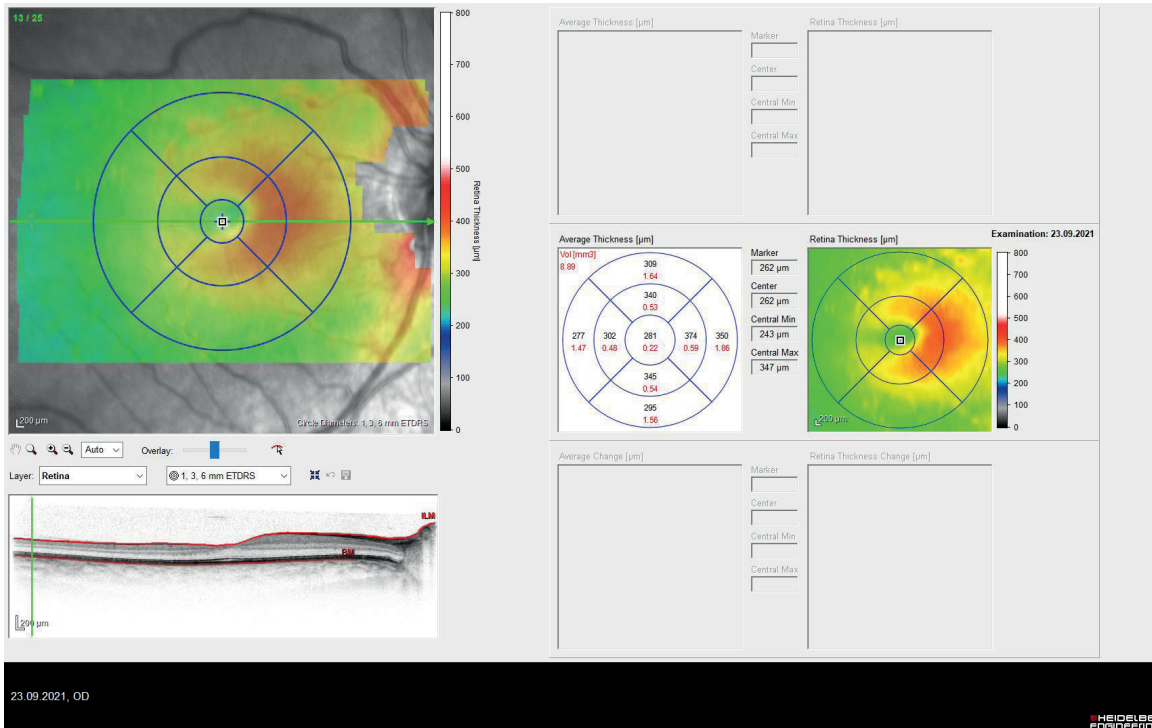 13 / 25
800
700
600
500
400
300
200
100
0
Retina Thickness [µm]
200 µm
Circle Diameters: 1, 3, 6 mm ETDRS
Auto
Overlay:
Layer:
Retina
1, 3, 6 mm ETDRS
ILM
BM
200 µm
Average Thickness [µm]
Marker
Center
Central Min
Central Max
Retina Thickness [µm]
Examination: 23.09.2021
Average Thickness [µm]
Vol [mm3]
8.89
309
1.64
340
0.53
277
1.47
302
0.48
281
0.22
374
0.59
350
1.86
345
0.54
295
1.56
Marker
262 µm
Center
262 µm
Central Min
243 µm
Central Max
347 µm
Retina Thickness [µm]
200 µm
800
700
600
500
400
300
200
100
0
Average Change [µm]
Marker
Center
Central Min
Central Max
Retina Thickness Change [µm]
23.09.2021, OD